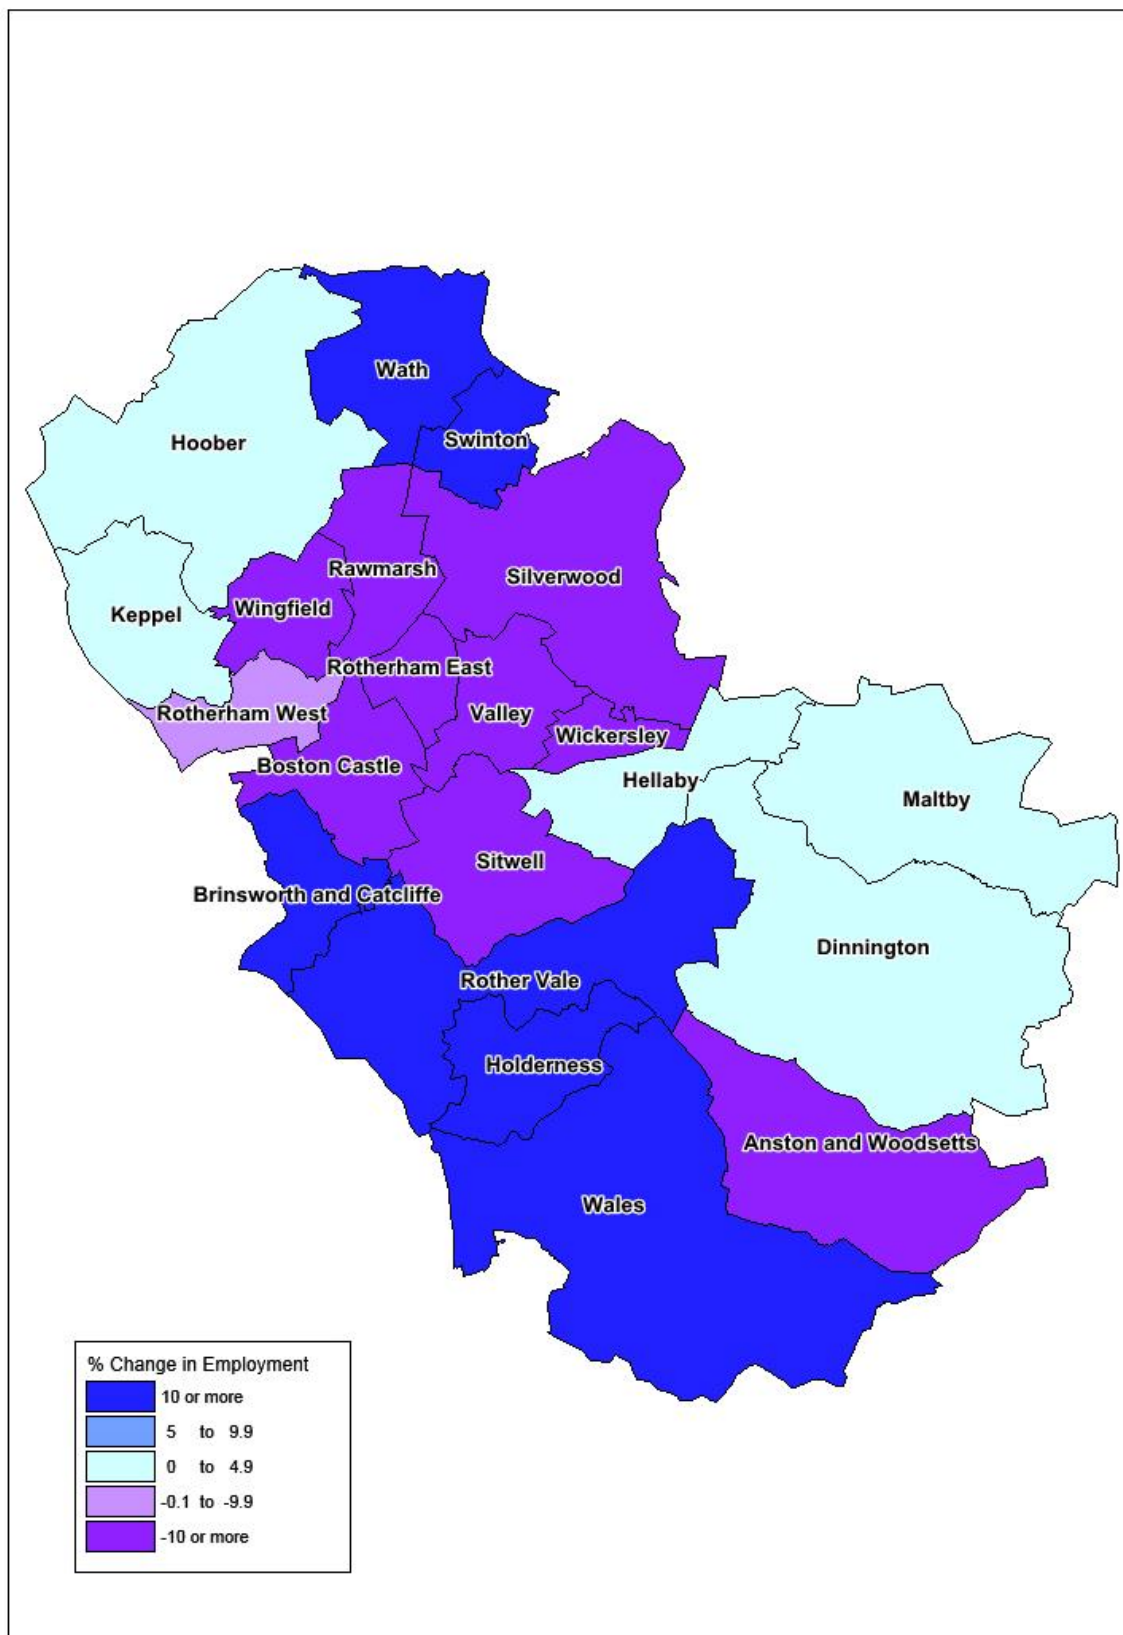 Wath
Swinton
Hoober
Rawmarsh
Silverwood
Keppel
Wingfield
Rotherham East
Rotherham West
Valley
Wickersley
Boston Castle
Hellaby
Maltby
Sitwell
Brinsworth and Catcliffe
Dinnington
Rother Vale
Holderness
Anston and Woodsetts
Wales
% Change in Employment
10 or more
5 to 9.9
0 to 4.9
-0.1 to -9.9
-10 or more